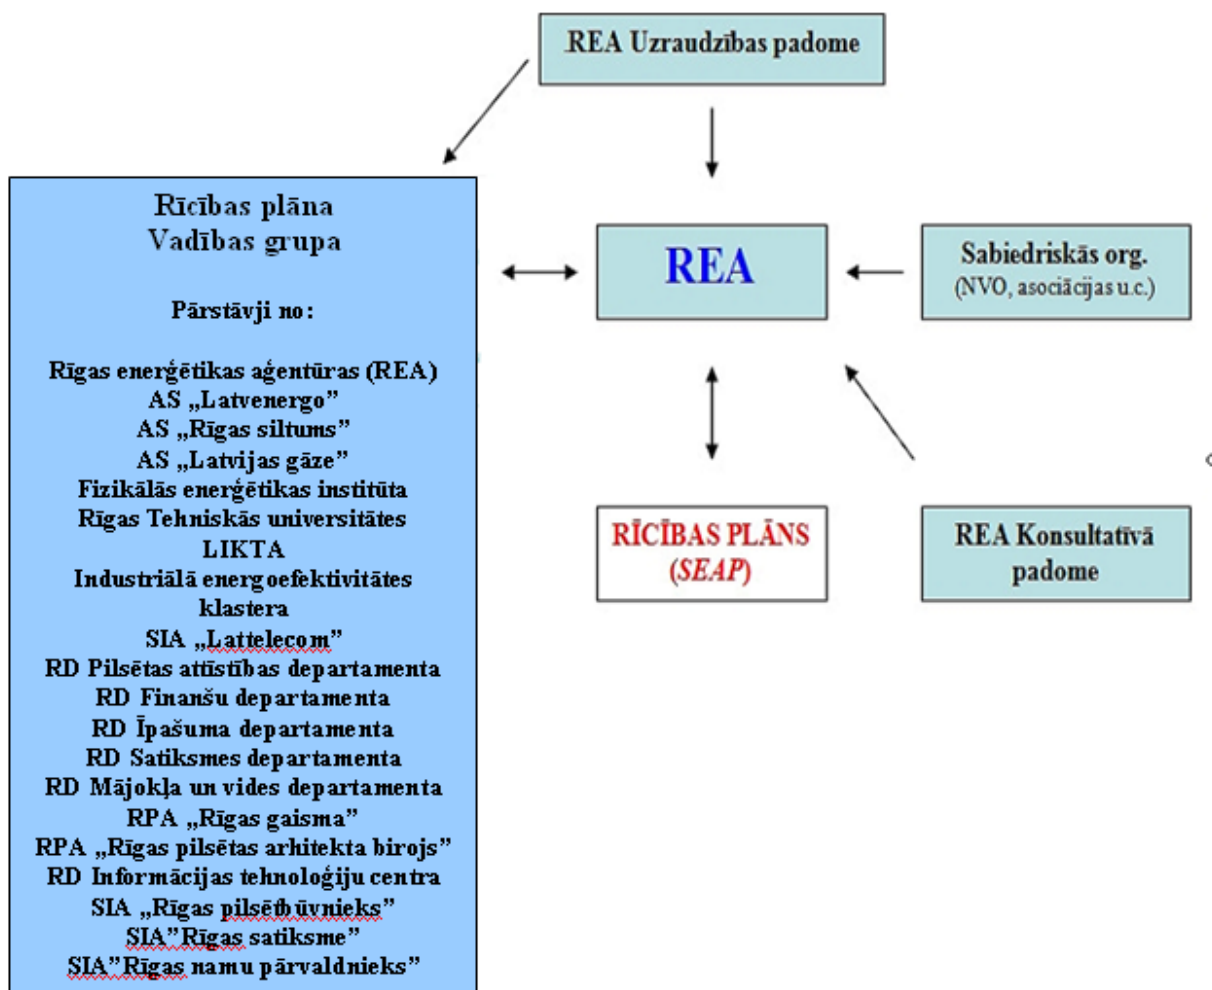 REA Uzraudzības padome
Rīcības plāna
Vadības grupa
Pārstāvji no:
Rīgas enerģētikas aģentūras (REA)
AS „Latvenergo”
AS „Rīgas siltums”
AS „Latvijas gāze”
Fizikālās enerģētikas institūta
Rīgas Tehniskās universitātes
LIKTA
Industriālā energoefektivitātes
klastera
SIA „Lattelecom”
RD Pilsētas attīstības departamenta
RD Finanšu departamenta
RD Īpašuma departamenta
RD Satiksmes departamenta
RD Mājokļa un vides departamenta
RPA „Rīgas gaisma”
RPA „Rīgas pilsētas arhitekta birojs”
RD Informācijas tehnoloģiju centra
SIA „Rīgas pilsētbūvnieks”
SIA”Rīgas satiksme”
SIA”Rīgas namu pārvaldnieks”
REA
Sabiedriskās org.
(NVO, asociācijas u.c.)
RĪCĪBAS PLĀNS
(SEAP)
REA Konsultatīvā
padome